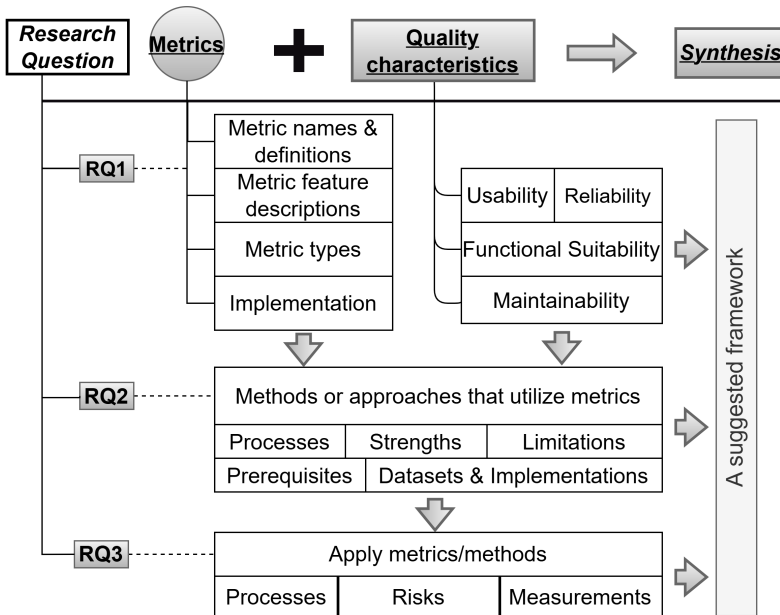 Research
Question
Metrics
Quality
characteristics
Synthesis
RQ1
Metric names &
definitions
Metric feature
descriptions
Metric types
Implementation
Usability
Reliability
Functional Suitability
Maintainability
RQ2
Methods or approaches that utilize metrics
Processes
Strengths
Limitations
Prerequisites
Datasets & Implementations
RQ3
Apply metrics/methods
Processes
Risks
Measurements
A suggested framework